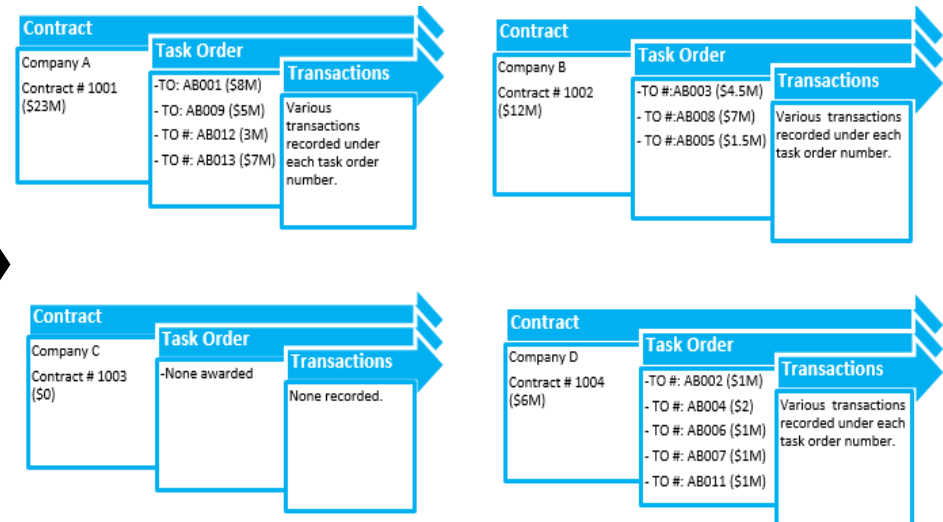 Contract
Company A
Contract # 1001
($23M)
Task Order
-TO: AB001 ($8M)
- TO: AB009 ($5M)
- TO #: AB012 (3M)
- TO #: AB013 ($7M)
Transactions
Various
transactions
recorded under
each task order
number.
Contract
Company B
Contract # 1002
($12M)
Task Order
-TO #:AB003 ($4.5M)
- TO #: AB008 ($7M)
- TO #:AB005 ($1.5M)
Transactions
Various transactions
recorded under each
task order number.
Contract
Company C
Contract # 1003
($0)
Task Order
-None awarded
Transactions
None recorded.
Contract
Company D
Contract # 1004
($6M)
Task Order
-TO #: AB002 ($1M)
- TO #: AB004 ($2)
- TO #: AB006 ($1M)
- TO #: AB007 ($1M)
- TO #: AB011 ($1M)
Transactions
Various transactions
recorded under each
task order number.